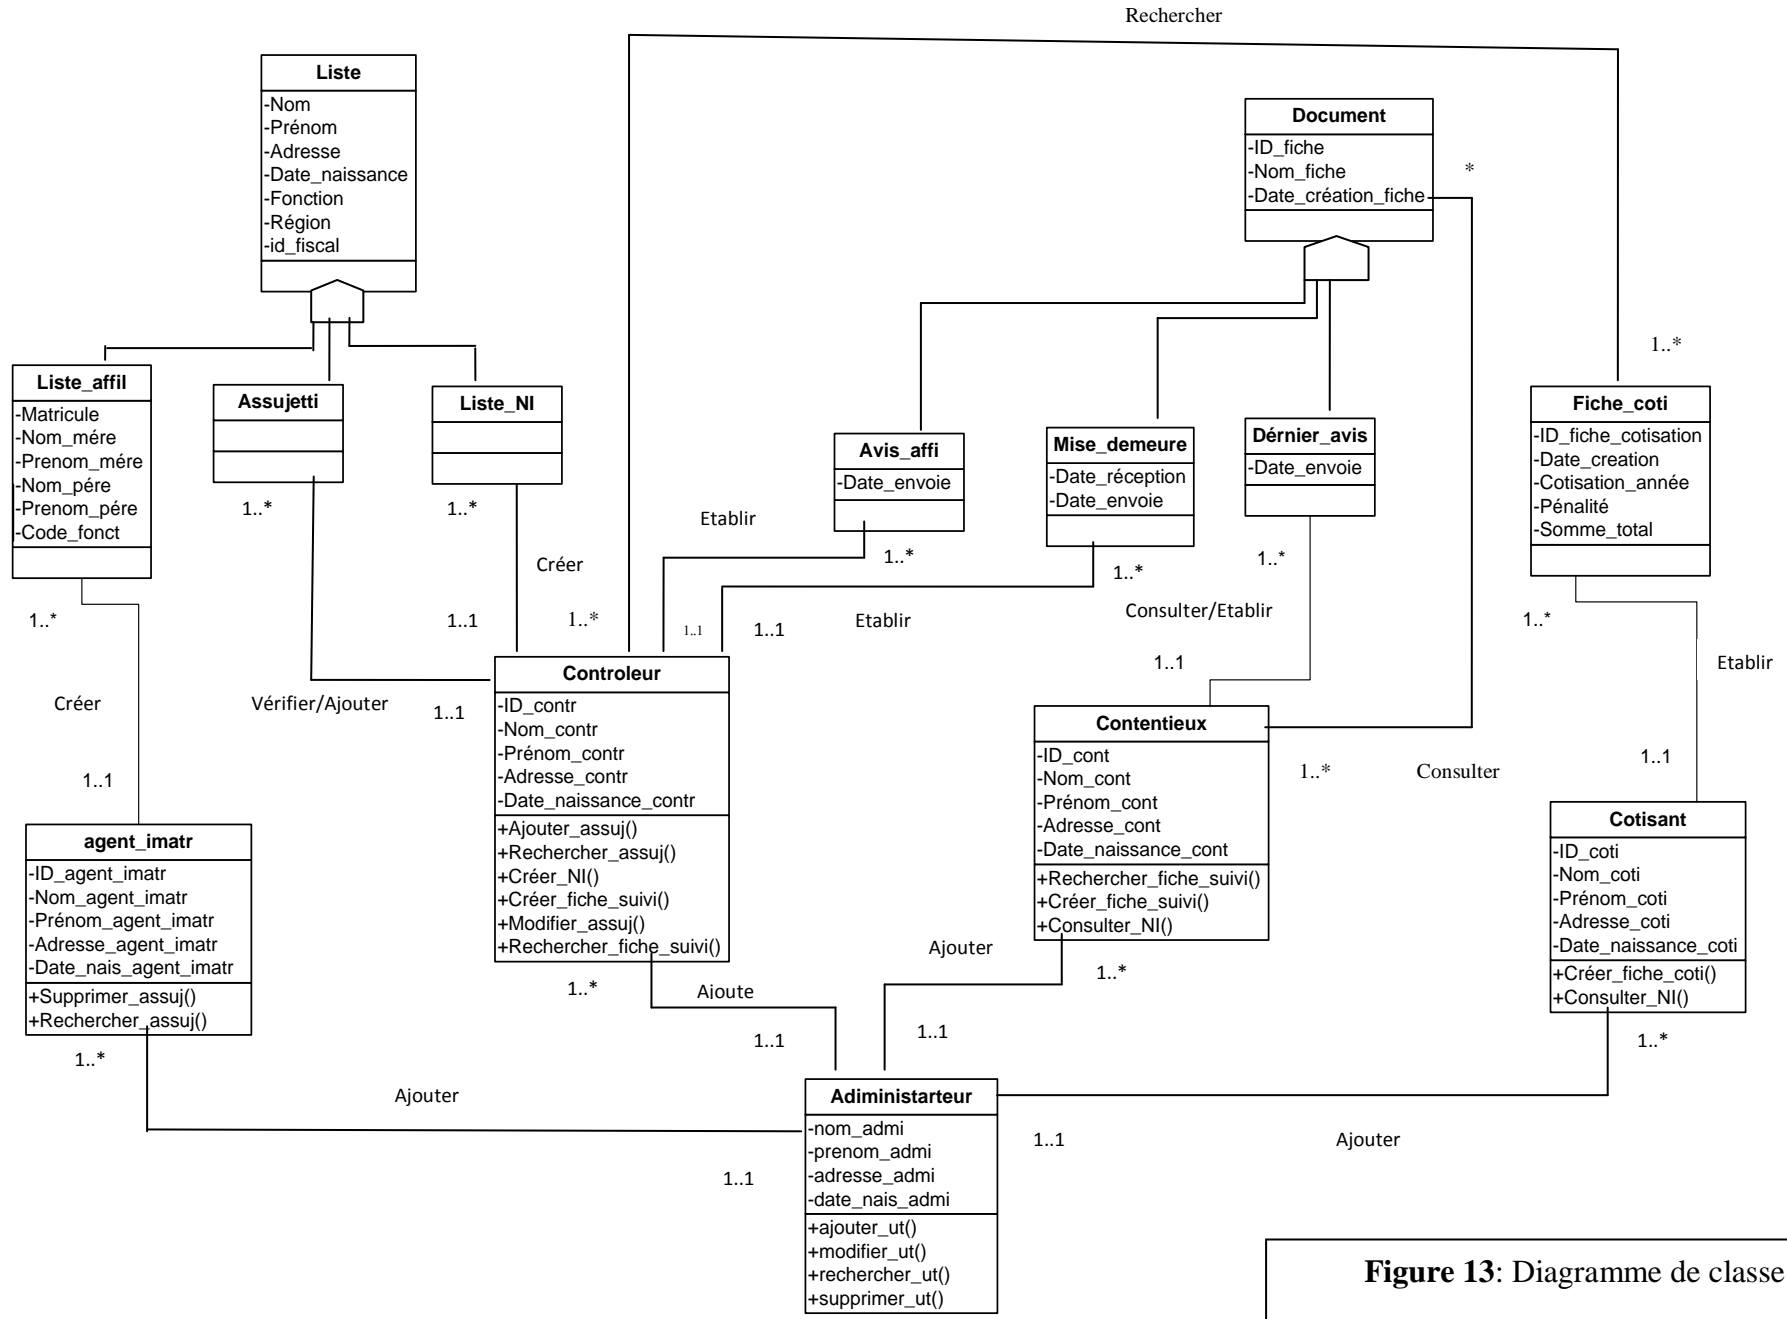 Rechercher
Liste
-Nom
-Prénom
-Adresse
-Date_naissance
-Fonction
-Région
-id_fiscal
Document
-ID_fiche
-Nom_fiche
-Date_création_fiche
*
1..*
Liste_affil
-Matricule
-Nom_mére
-Prenom_mére
-Nom_pére
-Prenom_pére
-Code_fonct
Assujetti
Liste_NI
Avis_affi
-Date_envoie
Mise_demeure
-Date_réception
-Date_envoie
Dérnier_avis
-Date_envoie
Fiche_coti
-ID_fiche_cotisation
-Date_creation
-Cotisation_année
-Pénalité
-Somme_total
1..*
1..*
Etablir
1..*
1..*
1..*
Créer
1..*
1..1
1..*
1..1
1..1
Etablir
Consulter/Etablir
1..*
1..1
Etablir
Créer
Vérifier/Ajouter
1..1
Controleur
-ID_contr
-Nom_contr
-Prénom_contr
-Adresse_contr
-Date_naissance_contr
+Ajouter_assuj()
+Rechercher_assuj()
+Créer_NI()
+Créer_fiche_suivi()
+Modifier_assuj()
+Rechercher_fiche_suivi()
Contentieux
-ID_cont
-Nom_cont
-Prénom_cont
-Adresse_cont
-Date_naissance_cont
+Rechercher_fiche_suivi()
+Créer_fiche_suivi()
+Consulter_NI()
1..*
Consulter
1..1
1..1
agent_imatr
-ID_agent_imatr
-Nom_agent_imatr
-Prénom_agent_imatr
-Adresse_agent_imatr
-Date_nais_agent_imatr
+Supprimer_assuj()
+Rechercher_assuj()
Cotisant
-ID_coti
-Nom_coti
-Prénom_coti
-Adresse_coti
-Date_naissance_coti
+Créer_fiche_coti()
+Consulter_NI()
1..*
Ajoute
Ajouter
1..*
1..*
1..1
1..1
1..*
Ajouter
1..1
Adiministarteur
-nom_admi
-prenom_admi
-adresse_admi
-date_nais_admi
+ajouter_ut()
+modifier_ut()
+rechercher_ut()
+supprimer_ut()
1..1
Ajouter
Figure 13: Diagramme de classe